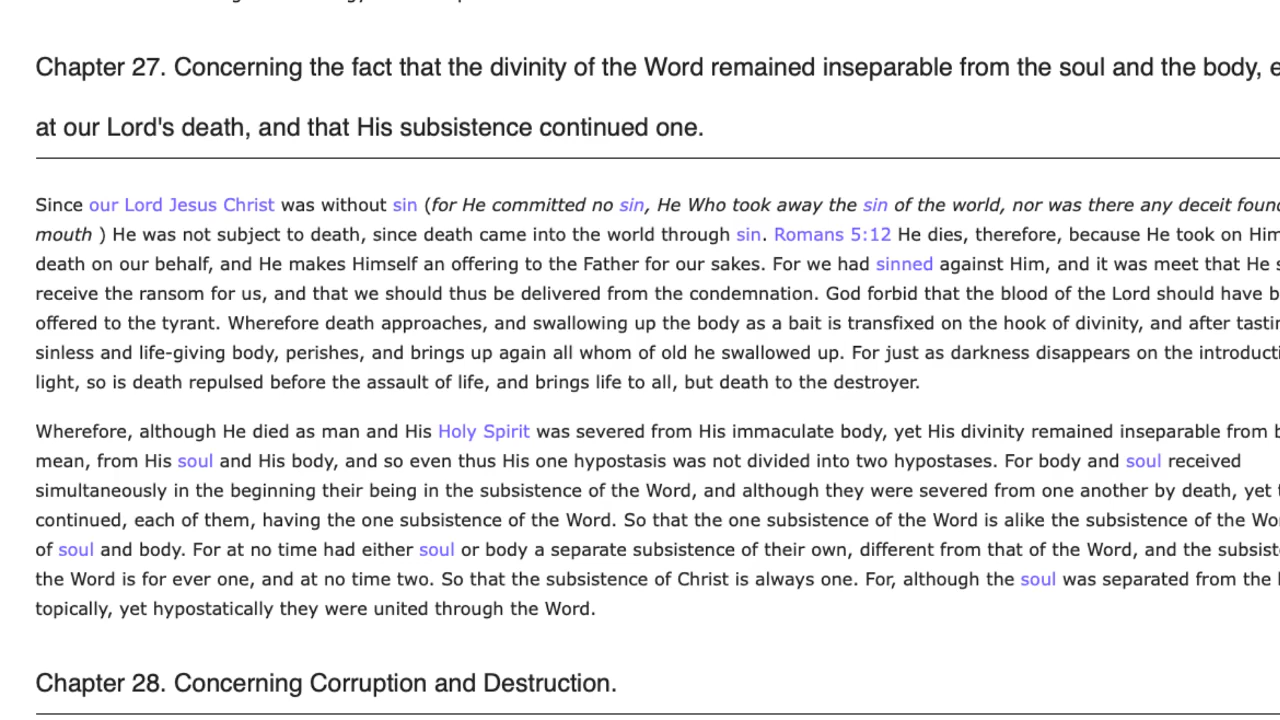 Chapter 27. Concerning the fact that the divinity of the Word remained inseparable from the soul and the body,
at our Lord's death, and that His subsistence continued one.
Since our Lord Jesus Christ was without sin (for He committed no sin, He Who took away the sin of the world, nor was there any deceit
mouth ) He was not subject to death, since death came into the world through sin. Romans 5:12 He dies, therefore, because He took on
death on our behalf, and He makes Himself an offering to the Father for our sakes. For we had sinned against Him, and it was meet that He
receive the ransom for us, and that we should thus be delivered from the condemnation. God forbid that the blood of the Lord should have
offered to the tyrant. Wherefore death approaches, and swallowing up the body as a bait is transfixed on the hook of divinity, and after
sinless and life-giving body, perishes, and brings up again all whom of old he swallowed up. For just as darkness disappears on the
light, so is death repulsed before the assault of life, and brings life to all, but death to the destroyer.
Wherefore, although He died as man and His Holy Spirit was severed from His immaculate body, yet His divinity remained inseparable from
mean, from His soul and His body, and so even thus His one hypostasis was not divided into two hypostases. For body and soul received
simultaneously in the beginning their being in the subsistence of the Word, and although they were severed from one another by death, yet
continued, each of them, having the one subsistence of the Word. So that the one subsistence of the Word is alike the subsistence of the
of soul and body. For at no time had either soul or body a separate subsistence of their own, different from that of the Word, and the
the Word is for ever one, and at no time two. So that the subsistence of Christ is always one. For, although the soul was separated from the
topically, yet hypostatically they were united through the Word.
Chapter 28. Concerning Corruption and Destruction.